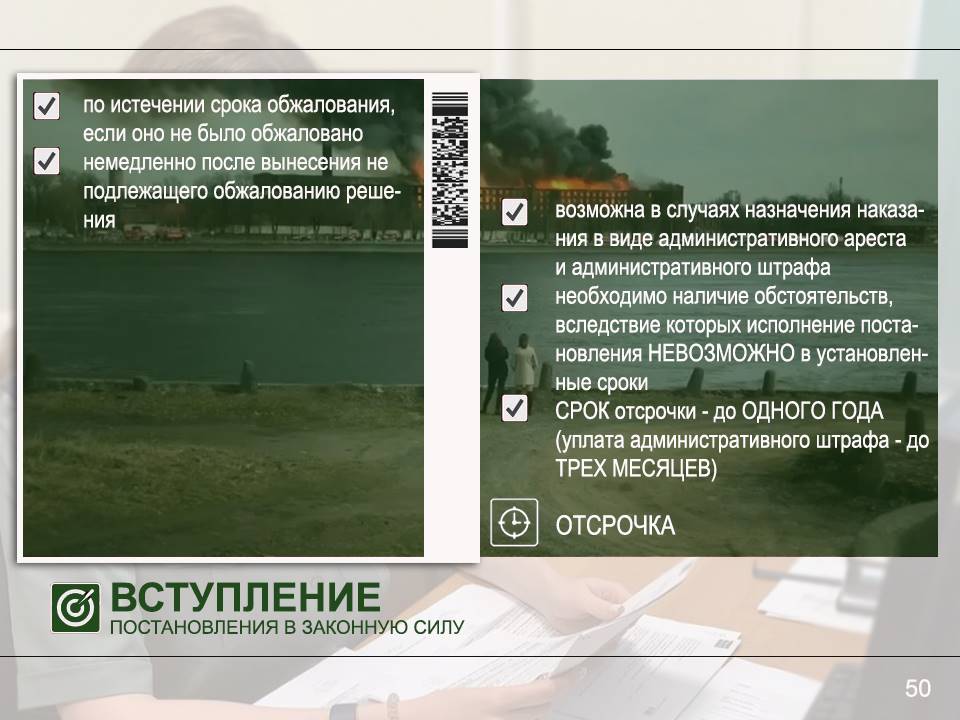 по истечении срока обжалования,
если оно не было обжаловано
немедленно после вынесения не
подлежащего обжалованию реше-
ния
возможна в случаях назначения наказа-
ния в виде административного ареста
и административного штрафа
необходимо наличие обстоятельств,
вследствие которых исполнение поста-
новления НЕВОЗМОЖНО в установлен-
ные сроки
СРОК отсрочки - до ОДНОГО ГОДА
(уплата административного штрафа - до
ТРЕХ МЕСЯЦЕВ)
ОТСРОЧКА
ВСТУПЛЕНИЕ
ПОСТАНОВЛЕНИЯ В ЗАКОННУЮ СИЛУ
50